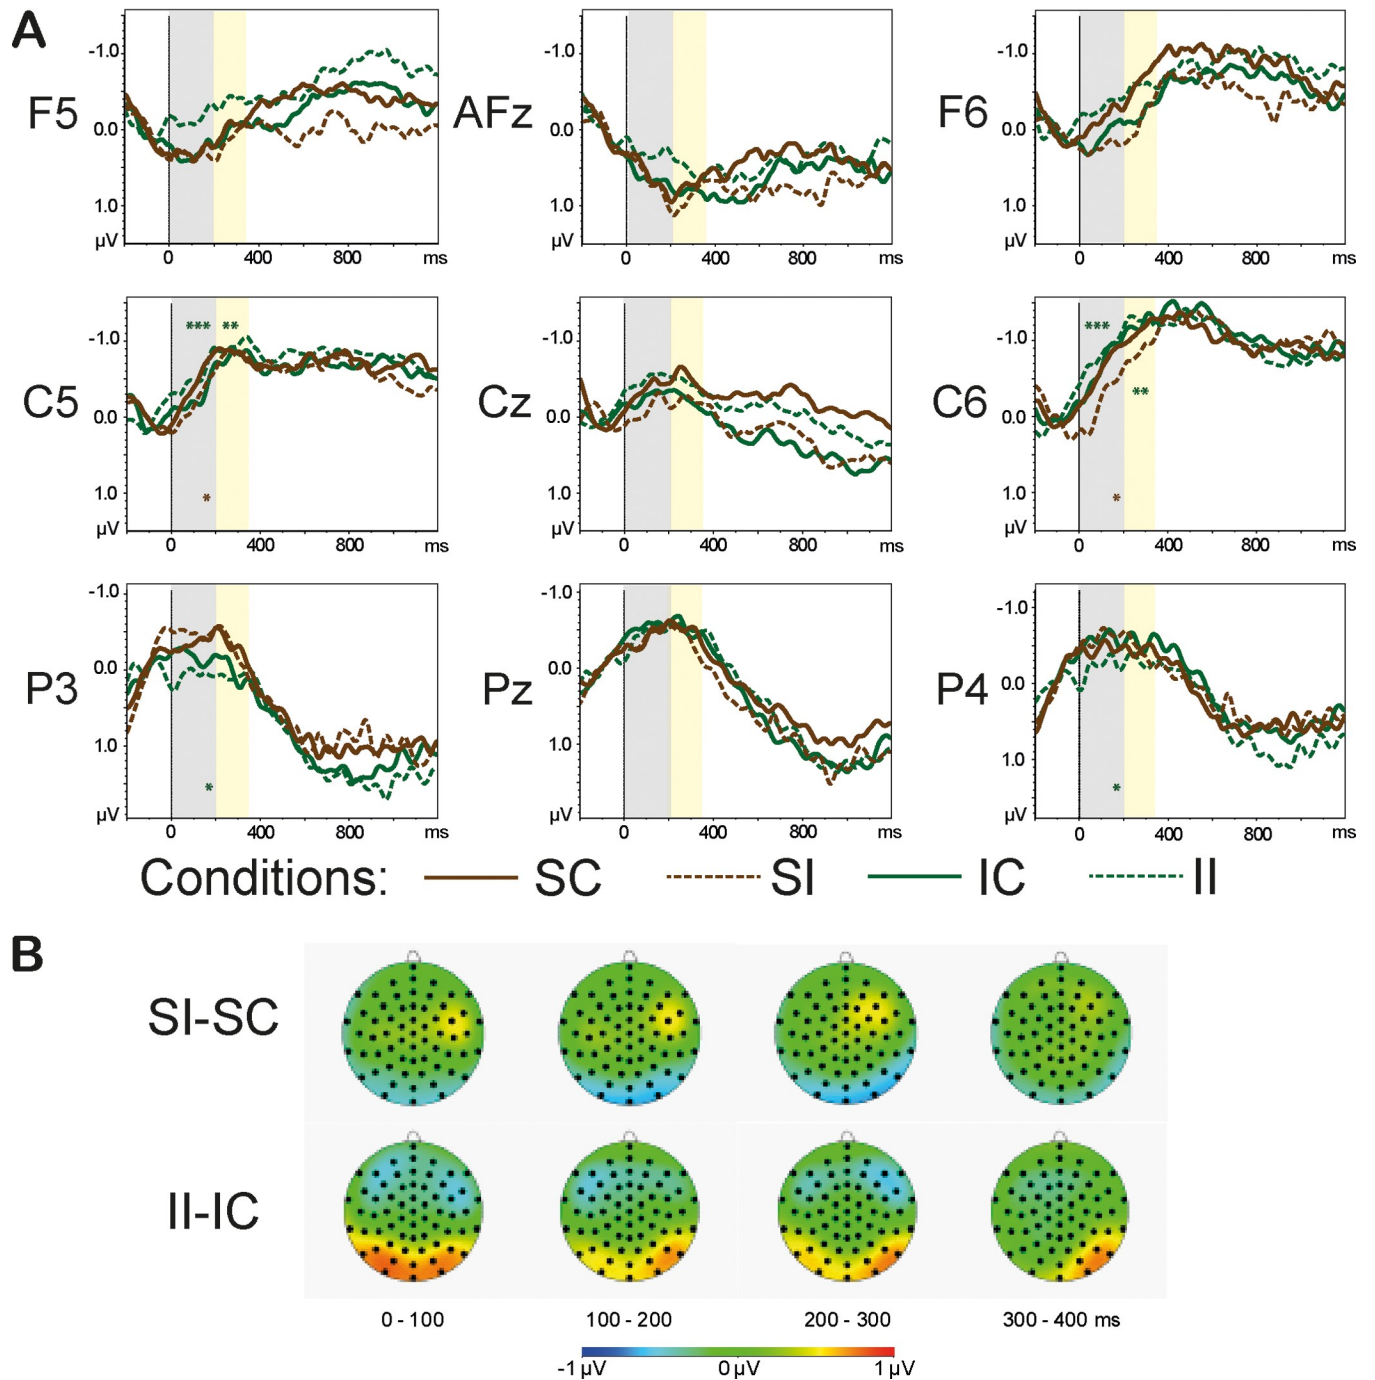 A
F5 -1.0 0.0 1.0 µV 0 400 800 ms
AFz -1.0 0.0 1.0 µV 0 400 800 ms
F6 -1.0 0.0 1.0 µV 0 400 800 ms
C5 -1.0 0.0 1.0 µV 0 400 800 ms *** ** *
Cz -1.0 0.0 1.0 µV 0 400 800 ms
C6 -1.0 0.0 1.0 µV 0 400 800 ms *** ** *
P3 -1.0 0.0 1.0 µV 0 400 800 ms *
Pz -1.0 0.0 1.0 µV 0 400 800 ms
P4 -1.0 0.0 1.0 µV 0 400 800 ms *
Conditions: SC SI IC II
B
SI-SC
II-IC
0 - 100 100 - 200 200 - 300 300 - 400 ms
-1 µV 0 µV 1 µV